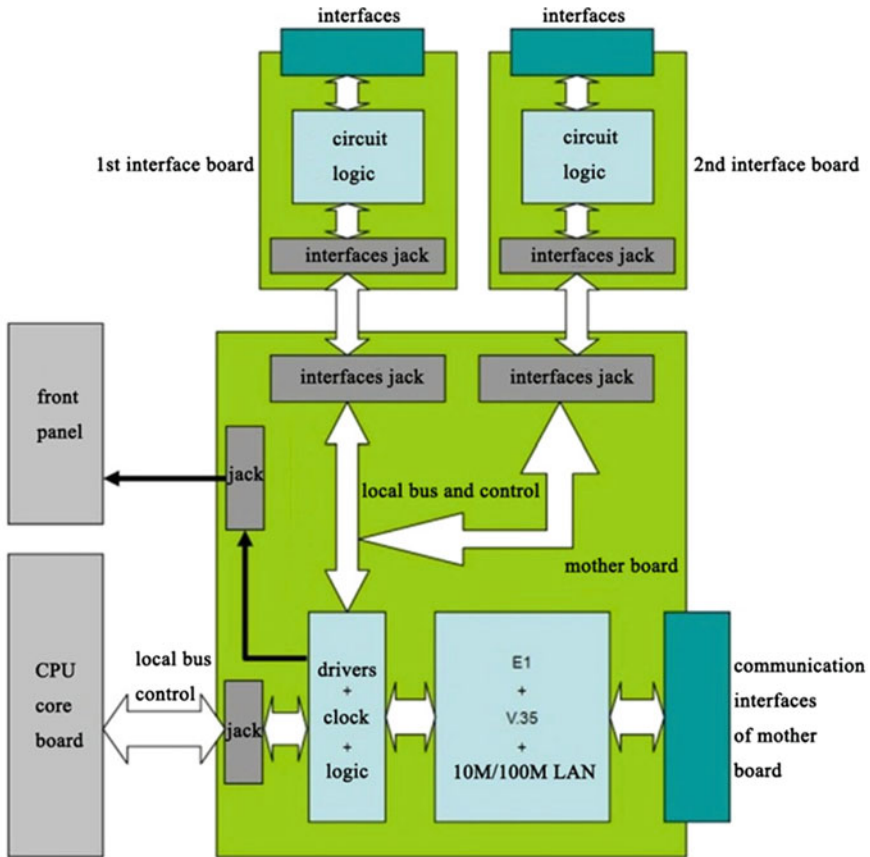 interfaces
interfaces
circuit
logic
circuit
logic
1st interface board
2nd interface board
interfaces jack
interfaces jack
interfaces jack
interfaces jack
front
panel
jack
local bus and control
mother board
CPU
core
board
local bus
control
jack
drivers
+
clock
+
logic
E1
+
V.35
+
10M/100M LAN
communication
interfaces
of mother
board